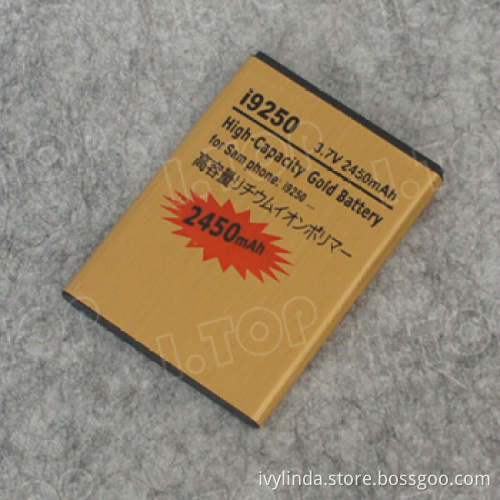 i9250
3.7V 2450mAh
High-Capacity Gold Battery
for Sam phone: i9250
高容量リチウムイオンポリマー
2450mAh
I.TOP
ivylinda.store.bossgoo.com